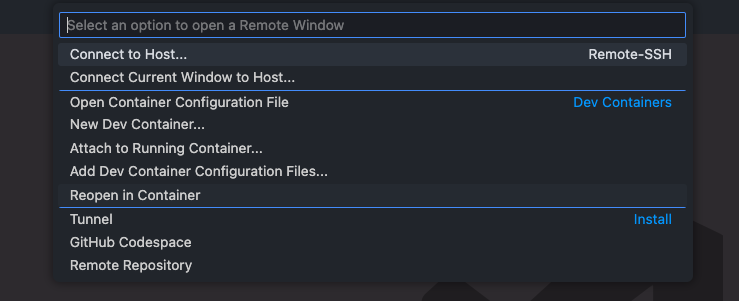 Select an option to open a Remote Window
Connect to Host... Remote-SSH
Connect Current Window to Host...
Open Container Configuration File Dev Containers
New Dev Container...
Attach to Running Container...
Add Dev Container Configuration Files...
Reopen in Container
Tunnel Install
GitHub Codespace
Remote Repository